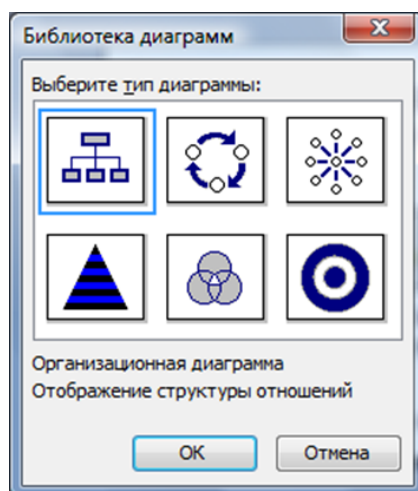 Библиотека диаграмм
Выберите тип диаграммы:
Организационная диаграмма
Отображение структуры отношений
ОК
Отмена